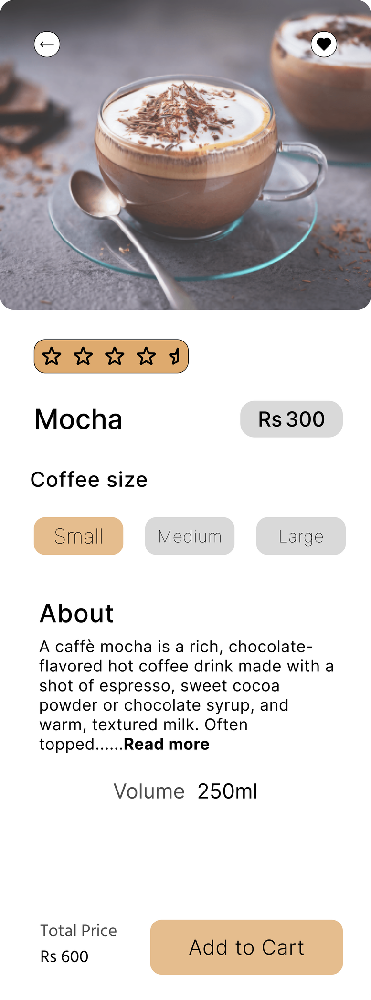 Mocha
Rs 300
Coffee size
Small
Medium
Large
About
A caffè mocha is a rich, chocolate-
flavored hot coffee drink made with a
shot of espresso, sweet cocoa
powder or chocolate syrup, and
warm, textured milk. Often
topped......Read more
Volume 250ml
Total Price
Rs 600
Add to Cart